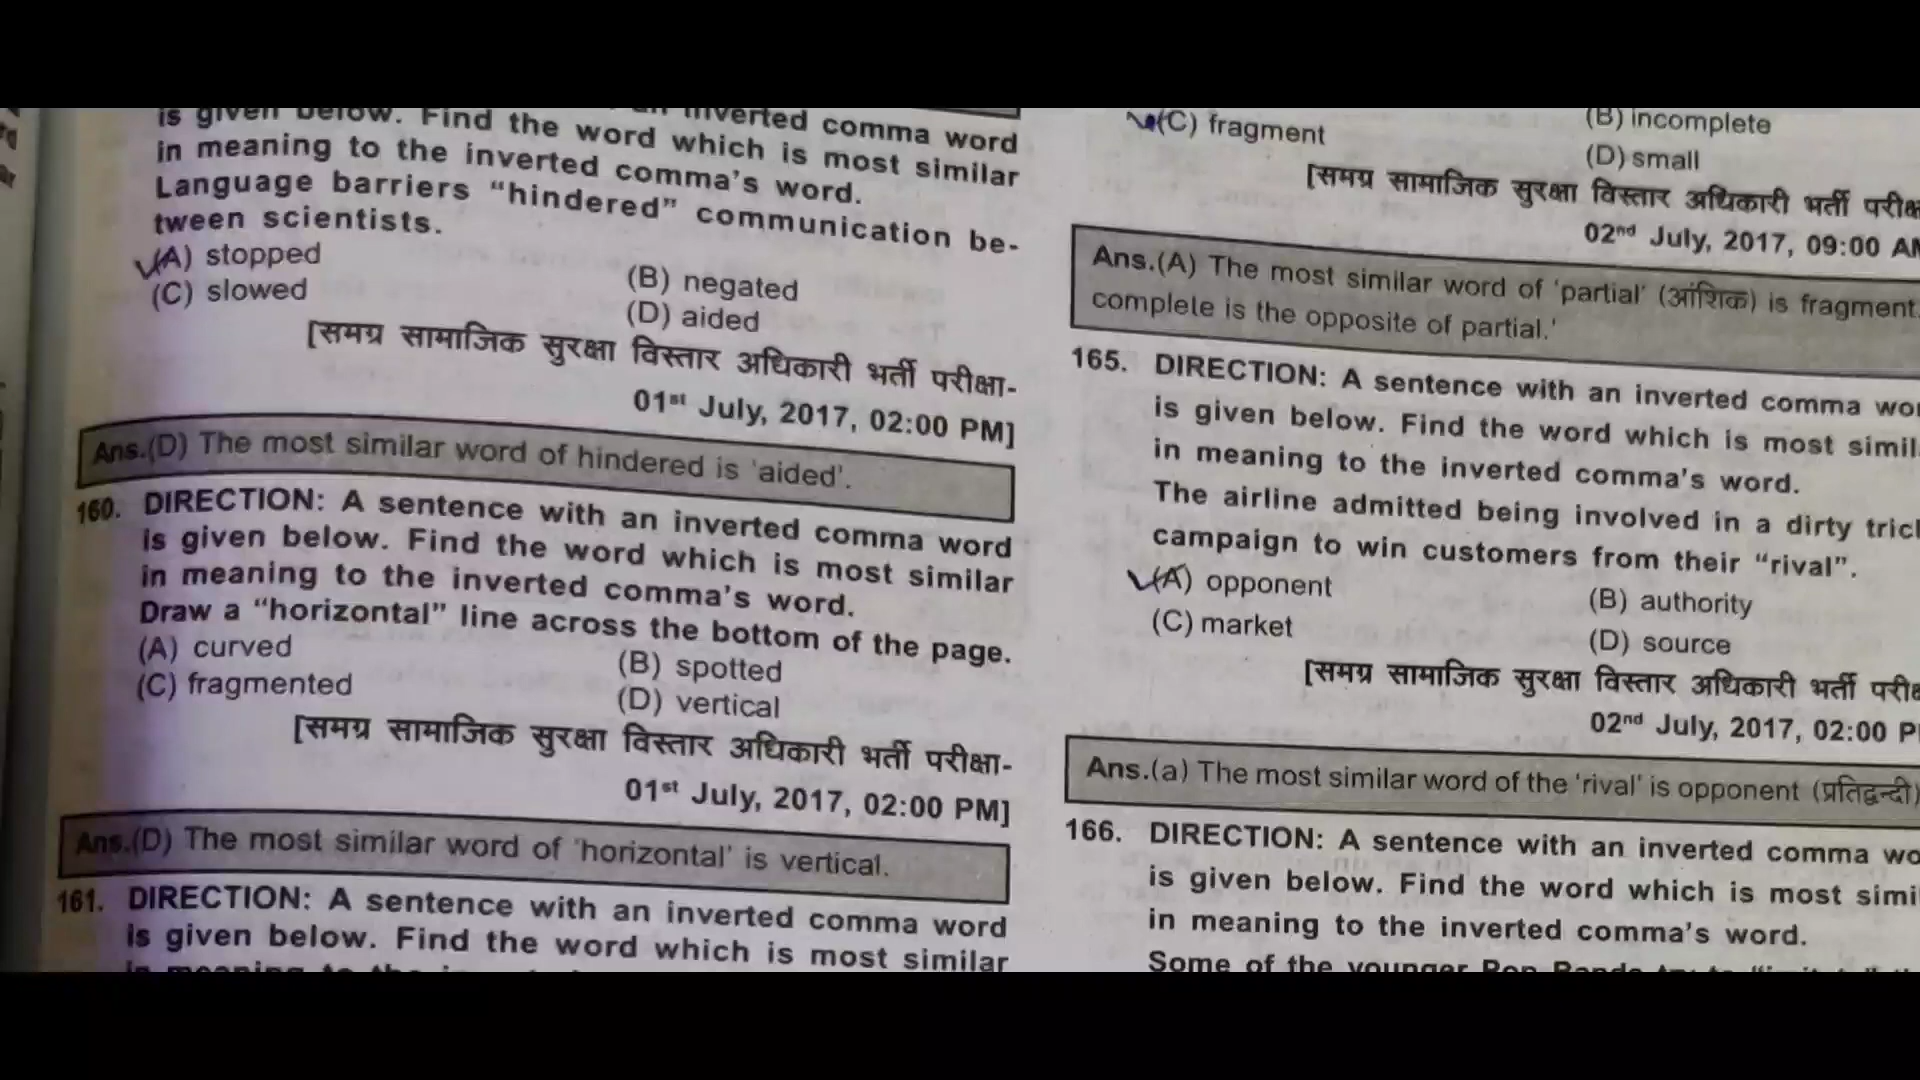 is given below. Find the word which is most similar
in meaning to the inverted comma's word.
Language barriers “hindered” communication be-
tween scientists.
(A) stopped
(B) negated
(C) slowed
(D) aided
[समग्र सामाजिक सुरक्षा विस्तार अधिकारी भर्ती परीक्षा-
01st July, 2017, 02:00 PM]
Ans.(D) The most similar word of hindered is 'aided'.
160. DIRECTION: A sentence with an inverted comma word
is given below. Find the word which is most similar
in meaning to the inverted comma's word.
Draw a “horizontal” line across the bottom of the page.
(A) curved
(B) spotted
(C) fragmented
(D) vertical
[समग्र सामाजिक सुरक्षा विस्तार अधिकारी भर्ती परीक्षा-
01st July, 2017, 02:00 PM]
Ans.(D) The most similar word of 'horizontal' is vertical.
161. DIRECTION: A sentence with an inverted comma word
is given below. Find the word which is most similar
(B) incomplete
(C) fragment
(D) small
[समग्र सामाजिक सुरक्षा विस्तार अधिकारी भर्ती
02nd July, 2017, 09:00
Ans.(A) The most similar word of 'partial' (आंशिक) is fragment.
complele is the opposite of partial.'
165. DIRECTION: A sentence with an inverted comma
is given below. Find the word which is most
in meaning to the inverted comma's word.
The airline admitted being involved in a dirty
campaign to win customers from their “rival”.
(A) opponent
(B) authority
(C) market
(D) source
[समग्र सामाजिक सुरक्षा विस्तार अधिकारी भर्ती
02nd July, 2017, 02:00
Ans.(a) The most similar word of the 'rival' is opponent (प्रतिद्वन्दी)
166. DIRECTION: A sentence with an inverted comma
is given below. Find the word which is most
in meaning to the inverted comma's word.
Some of the younger Pop Bands